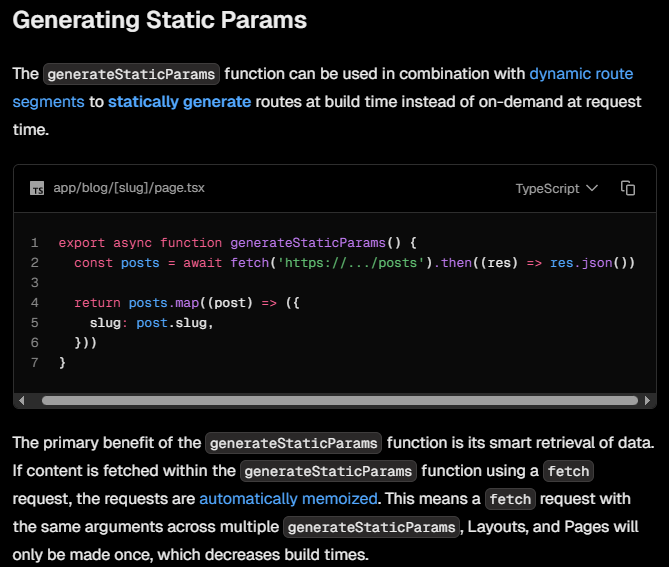 Generating Static Params
The generateStaticParams function can be used in combination with dynamic route
segments to statically generate routes at build time instead of on-demand at request
time.
TS app/blog/[slug]/page.tsx TypeScript
1 export async function generateStaticParams() {
2   const posts = await fetch('https://.../posts').then((res) => res.json())
3
4   return posts.map((post) => ({
5     slug: post.slug,
6   }))
7 }
The primary benefit of the generateStaticParams function is its smart retrieval of data.
If content is fetched within the generateStaticParams function using a fetch
request, the requests are automatically memoized. This means a fetch request with
the same arguments across multiple generateStaticParams, Layouts, and Pages will
only be made once, which decreases build times.